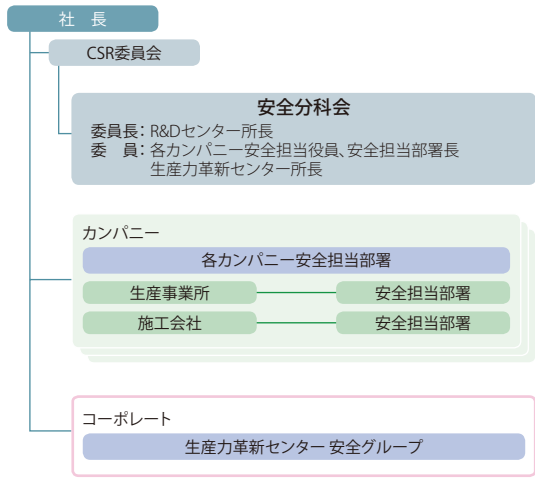 社 長
CSR委員会
安全分科会
委員長：R&Dセンター所長
委　員：各カンパニー安全担当役員、安全担当部署長
生産力革新センター所長
カンパニー
各カンパニー安全担当部署
生産事業所 安全担当部署
施工会社 安全担当部署
コーポレート
生産力革新センター 安全グループ